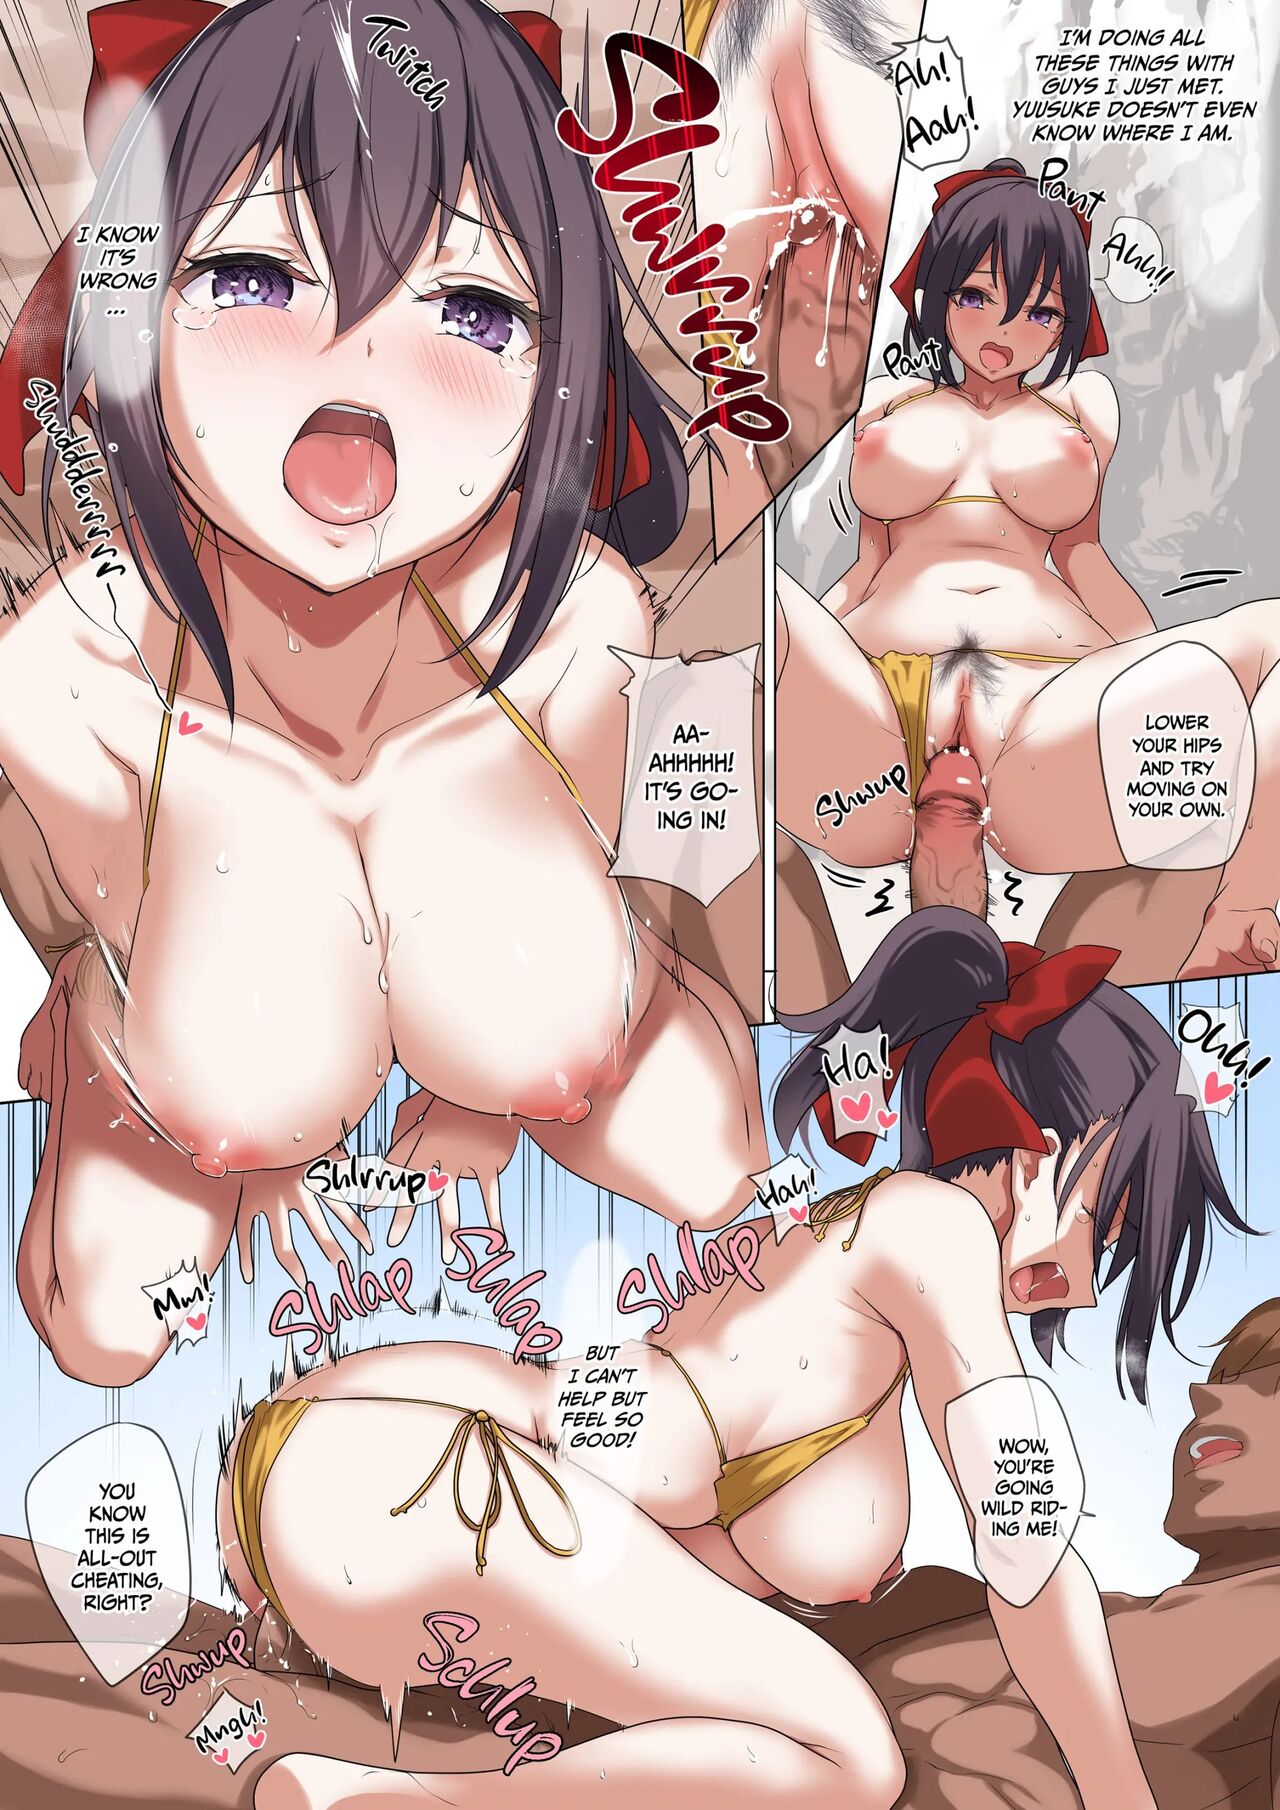 I'M DOING ALL
THESE THINGS WITH
GUYS I JUST MET.
YUUSUKE DOESN'T EVEN
KNOW WHERE I AM.
Ah!
Aah!
Pant
Ahh!!
Pant
LOWER
YOUR HIPS
AND TRY
MOVING ON
YOUR OWN.
Shwup
Twitch
Shlurrrup
I KNOW
IT'S
WRONG
...
Shudderrrrr
AA-
AHHHHH!
IT'S GO-
ING IN!
Shlrrup
Ha!
Ohh!
Hah!
Mm!
Shlap
Shlap
Shlap
BUT
I CAN'T
HELP BUT
FEEL SO
GOOD!
WOW,
YOU'RE
GOING
WILD RID-
ING ME!
YOU
KNOW
THIS IS
ALL-OUT
CHEATING,
RIGHT?
Shwup
Schlup
Mngh!